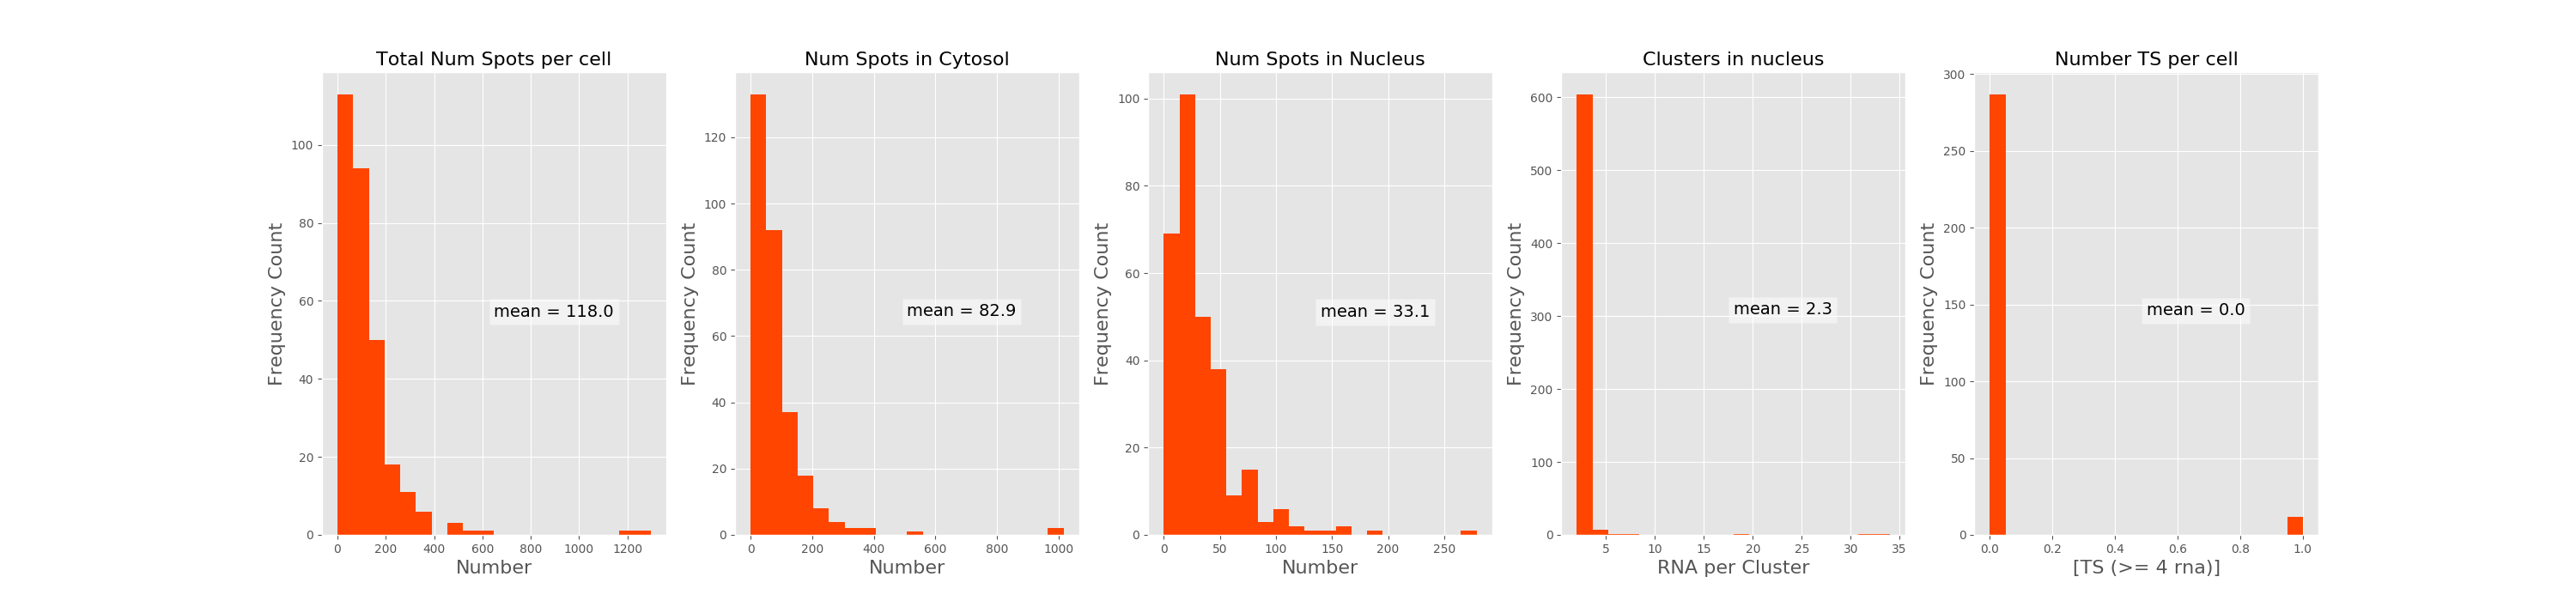 Total Num Spots per cell
Frequency Count
100
80
60
40
20
0
mean = 118.0
0 200 400 600 800 1000 1200
Number
Num Spots in Cytosol
Frequency Count
120
100
80
60
40
20
0
mean = 82.9
0 200 400 600 800 1000
Number
Num Spots in Nucleus
Frequency Count
100
80
60
40
20
0
mean = 33.1
0 50 100 150 200 250
Number
Clusters in nucleus
Frequency Count
600
500
400
300
200
100
0
mean = 2.3
5 10 15 20 25 30 35
RNA per Cluster
Number TS per cell
Frequency Count
300
250
200
150
100
50
0
mean = 0.0
0.0 0.2 0.4 0.6 0.8 1.0
[TS (>= 4 rna)]